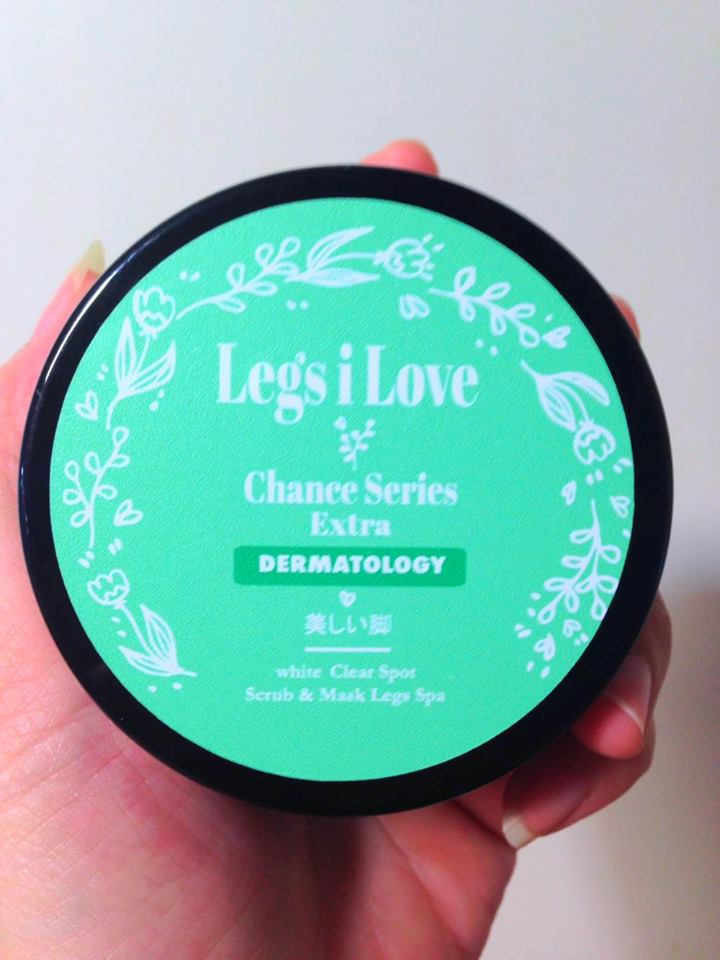 Legs i Love
Chance Series
Extra
DERMATOLOGY
美しい脚
white Clear Spot
Scrub & Mask Legs Spa